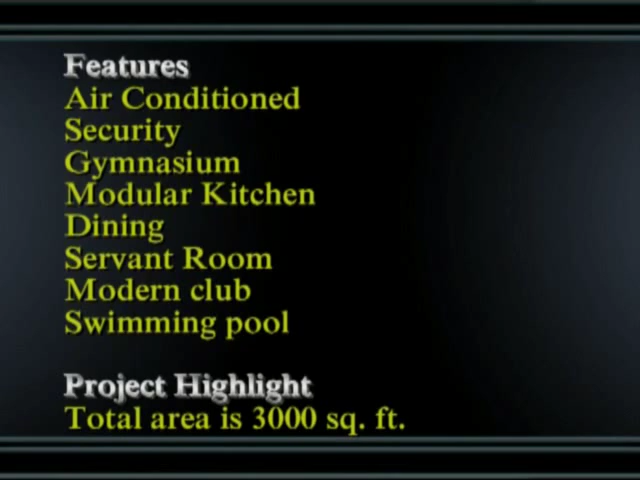 Features
Air Conditioned
Security
Gymnasium
Modular Kitchen
Dining
Servant Room
Modern club
Swimming pool
Project Highlight
Total area is 3000 sq. ft.